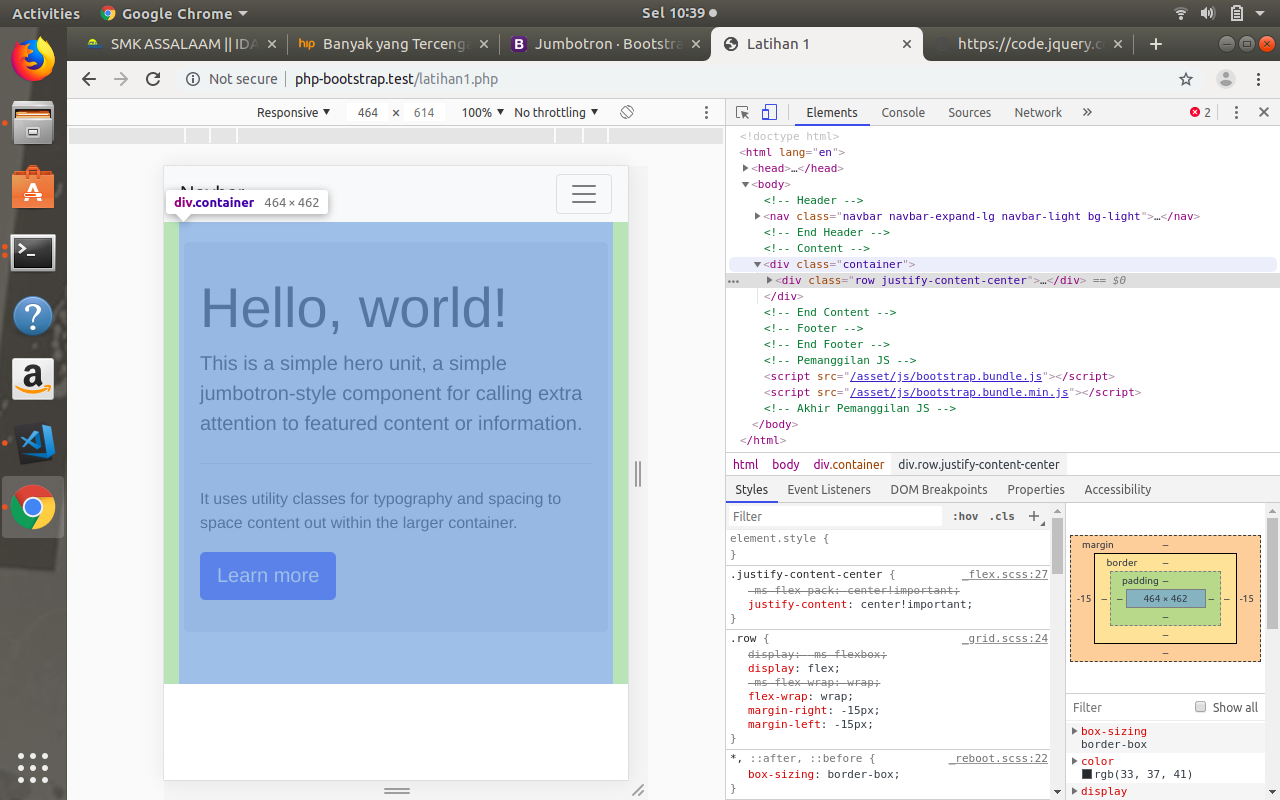 Activities
Google Chrome
Sel 10:39
SMK ASSALAAM || IDA
Banyak yang Tercenga
Jumbotron · Bootstra
Latihan 1
https://code.jquery.c
Not secure
php-bootstrap.test/latihan1.php
Responsive 464 × 614 100% No throttling
Elements Console Sources Network » 2
<!doctype html>
<html lang="en">
<head>…</head>
<body>
<!-- Header -->
<nav class="navbar navbar-expand-lg navbar-light bg-light">…</nav>
<!-- End Header -->
<!-- Content -->
<div class="container">
<div class="row justify-content-center">…</div> == $0
</div>
<!-- End Content -->
<!-- Footer -->
<!-- End Footer -->
<!-- Pemanggilan JS -->
<script src="/asset/js/bootstrap.bundle.js"></script>
<script src="/asset/js/bootstrap.bundle.min.js"></script>
<!-- Akhir Pemanggilan JS -->
</body>
</html>
div.container 464 × 462
Hello, world!
This is a simple hero unit, a simple
jumbotron-style component for calling extra
attention to featured content or information.
It uses utility classes for typography and spacing to
space content out within the larger container.
Learn more
html body div.container div.row.justify-content-center
Styles Event Listeners DOM Breakpoints Properties Accessibility
Filter :hov .cls +
element.style {
}
.justify-content-center { _flex.scss:27
-ms-flex-pack: center!important;
justify-content: center!important;
}
.row { _grid.scss:24
display: -ms-flexbox;
display: flex;
-ms-flex-wrap: wrap;
flex-wrap: wrap;
margin-right: -15px;
margin-left: -15px;
}
*, ::after, ::before { _reboot.scss:22
box-sizing: border-box;
}
margin –
border –
padding –
-15 – – 464 × 462 – – -15
–
–
–
Filter Show all
box-sizing
border-box
color
rgb(33, 37, 41)
display